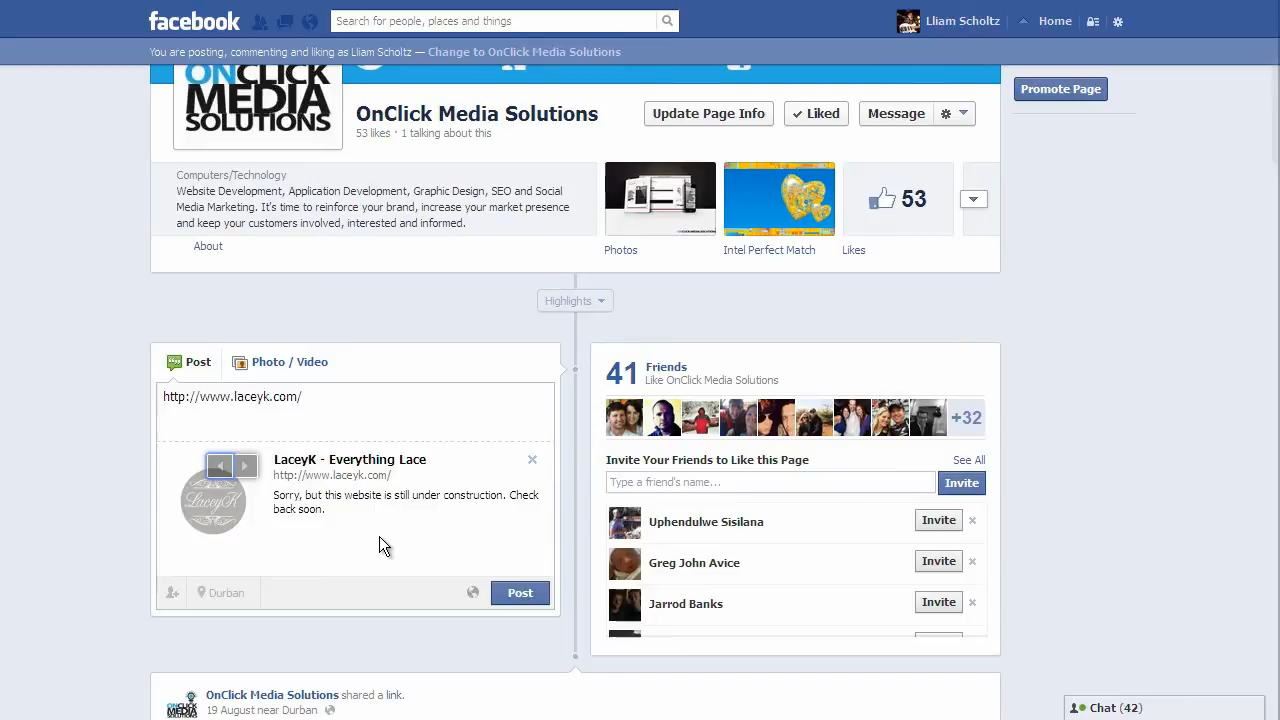 facebook
Search for people, places and things
Lliam Scholtz
Home
You are posting, commenting and liking as Lliam Scholtz — Change to OnClick Media Solutions
ONCLICK
MEDIA
SOLUTIONS
OnClick Media Solutions
53 likes · 1 talking about this
Update Page Info
Liked
Message
Promote Page
Computers/Technology
Website Development, Application Development, Graphic Design, SEO and Social
Media Marketing. It's time to reinforce your brand, increase your market presence
and keep your customers involved, interested and informed.
About
Photos
Intel Perfect Match
53
Likes
Highlights
Post
Photo / Video
http://www.laceyk.com/
LaceyK
LaceyK - Everything Lace
http://www.laceyk.com/
Sorry, but this website is still under construction. Check
back soon.
Durban
Post
41 Friends
Like OnClick Media Solutions
+32
Invite Your Friends to Like this Page
See All
Type a friend's name...
Invite
Uphendulwe Sisilana
Invite
Greg John Avice
Invite
Jarrod Banks
Invite
ONCLICK
MEDIA
SOLUTIONS
OnClick Media Solutions shared a link.
19 August near Durban
Chat (42)